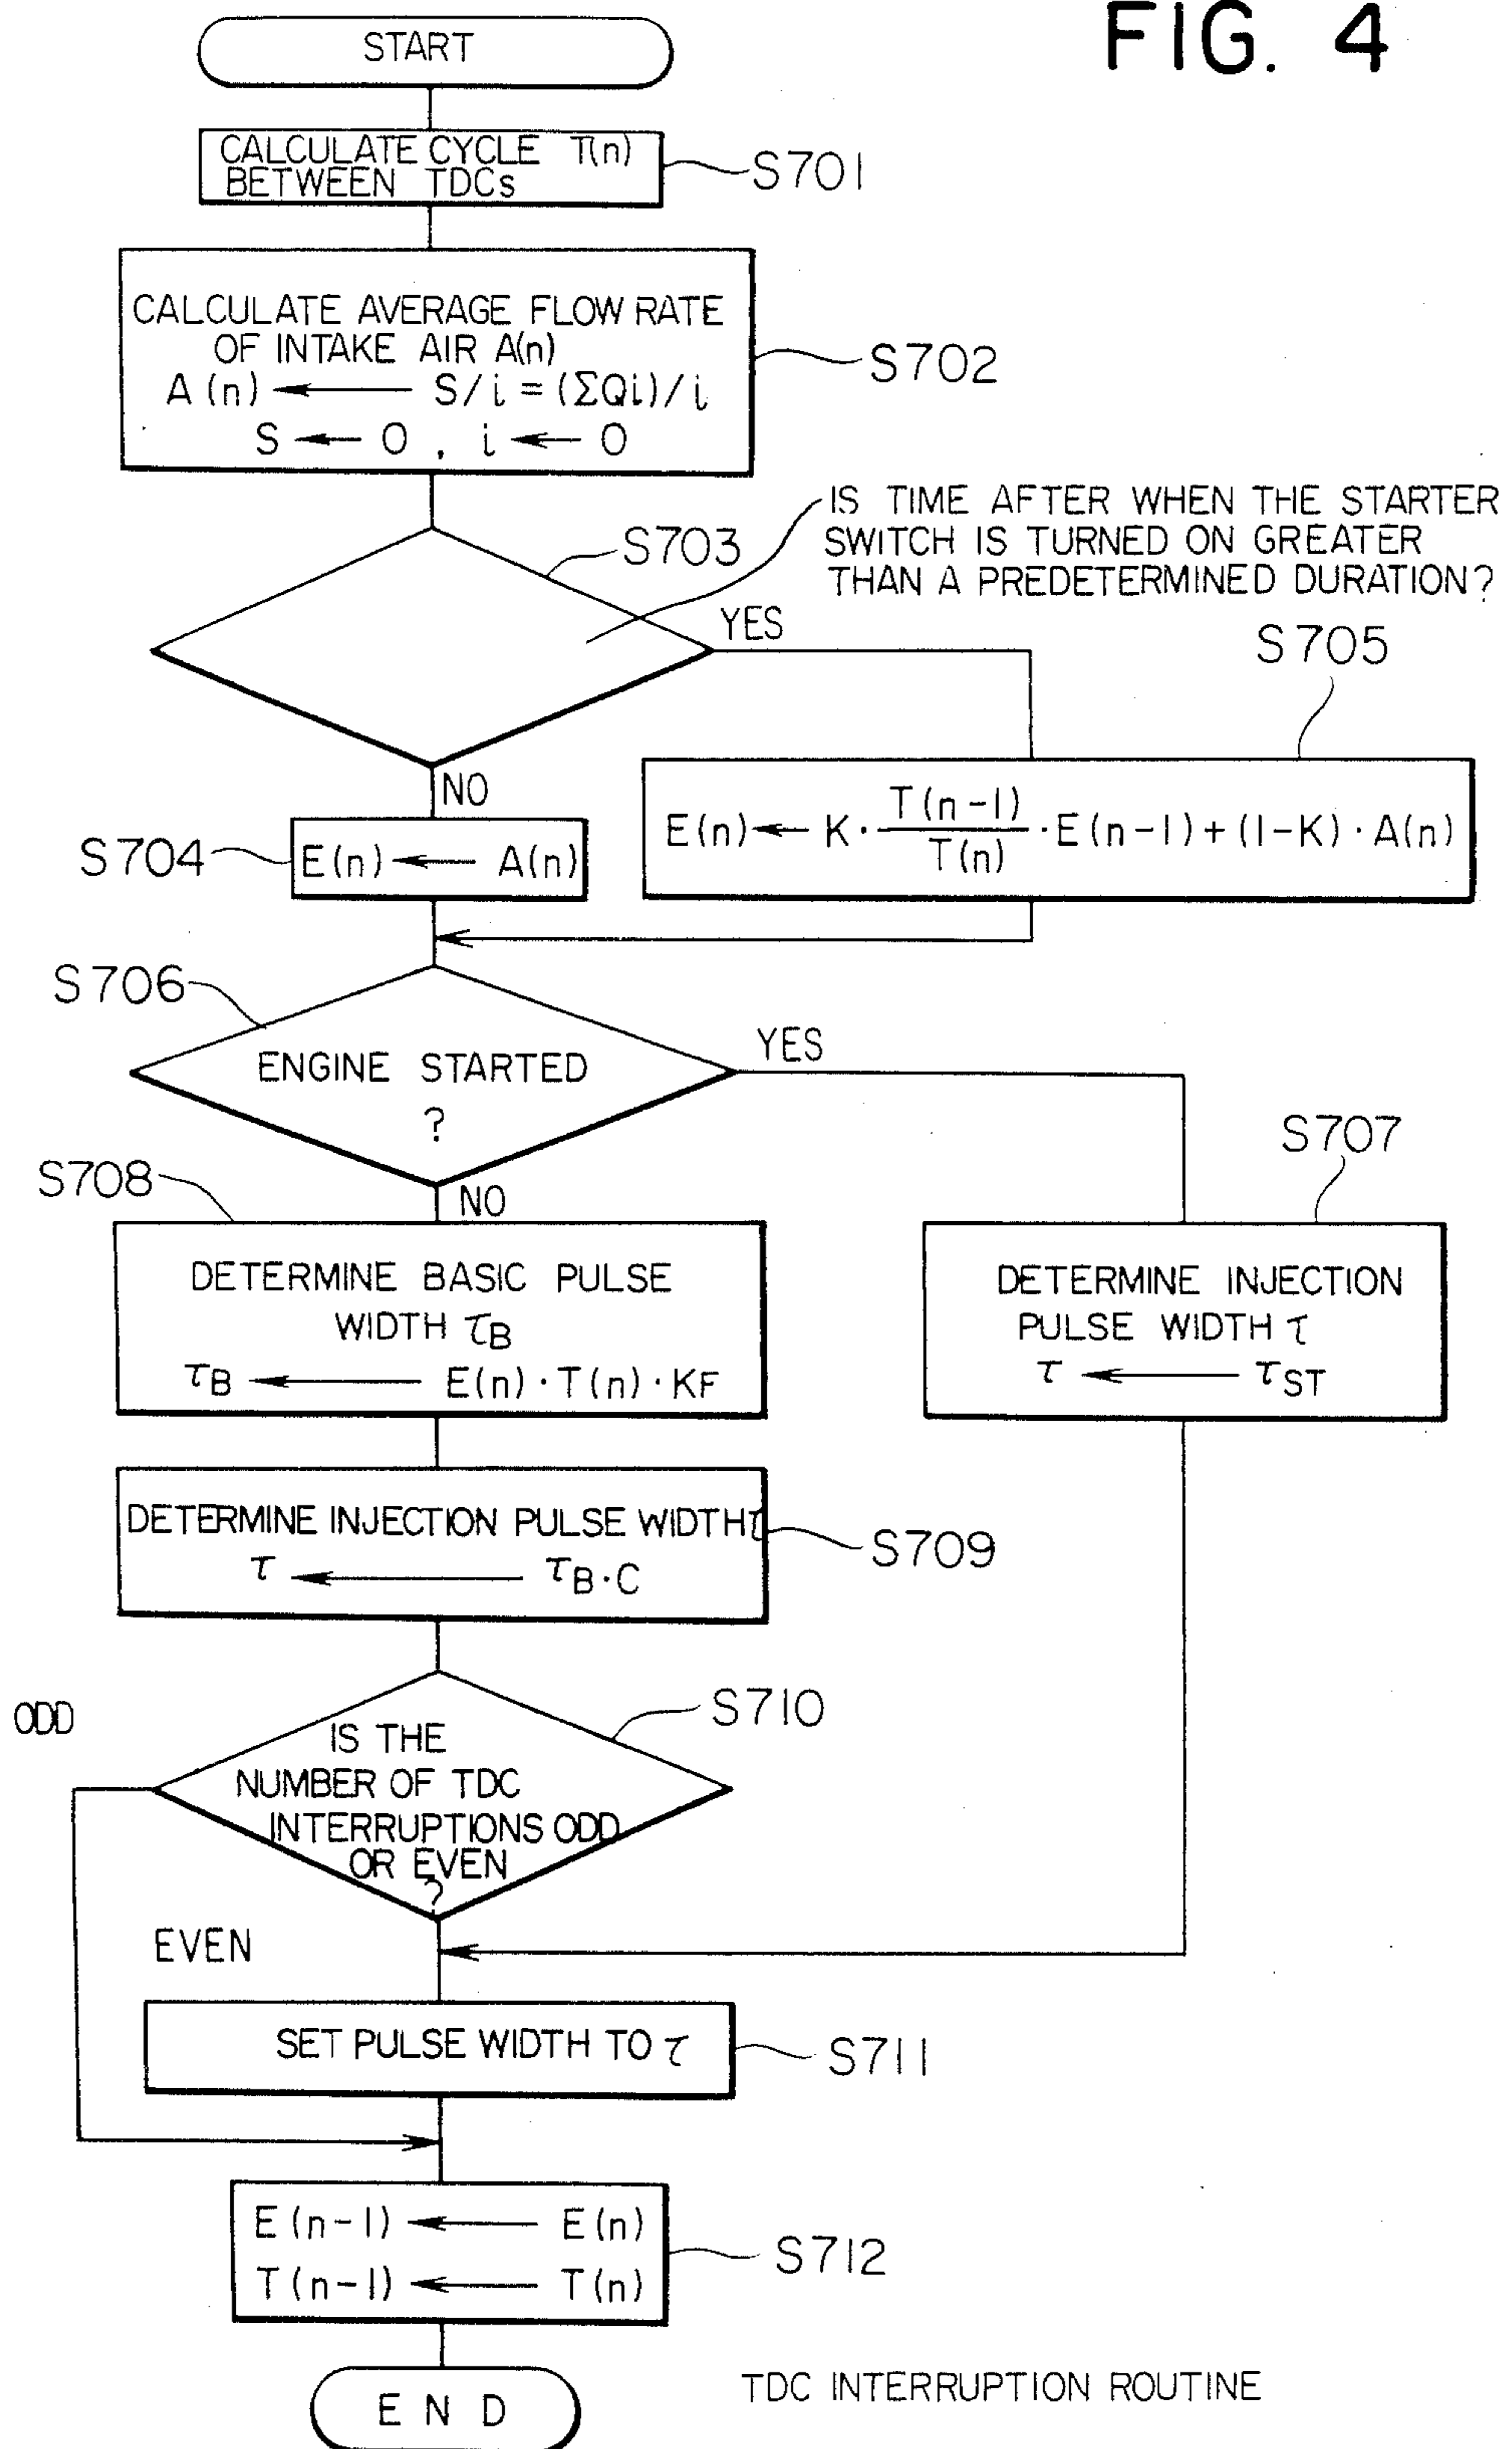 FIG. 4
START
CALCULATE CYCLE T(n)
BETWEEN TDCs
S701
CALCULATE AVERAGE FLOW RATE
OF INTAKE AIR A(n)
A(n) ← S/i = (ΣQi)/i
S ← 0 , i ← 0
S702
S703
IS TIME AFTER WHEN THE STARTER
SWITCH IS TURNED ON GREATER
THAN A PREDETERMINED DURATION?
YES
NO
S705
E(n) ← K · T(n-1)/T(n) · E(n-1) + (1-K) · A(n)
S704
E(n) ← A(n)
S706
ENGINE STARTED
?
YES
NO
S707
DETERMINE INJECTION
PULSE WIDTH τ
τ ← τST
S708
DETERMINE BASIC PULSE
WIDTH τB
τB ← E(n) · T(n) · KF
DETERMINE INJECTION PULSE WIDTH τ
τ ← τB · C
S709
ODD
S710
IS THE
NUMBER OF TDC
INTERRUPTIONS ODD
OR EVEN
?
EVEN
SET PULSE WIDTH TO τ
S711
E(n-1) ← E(n)
T(n-1) ← T(n)
S712
END
TDC INTERRUPTION ROUTINE